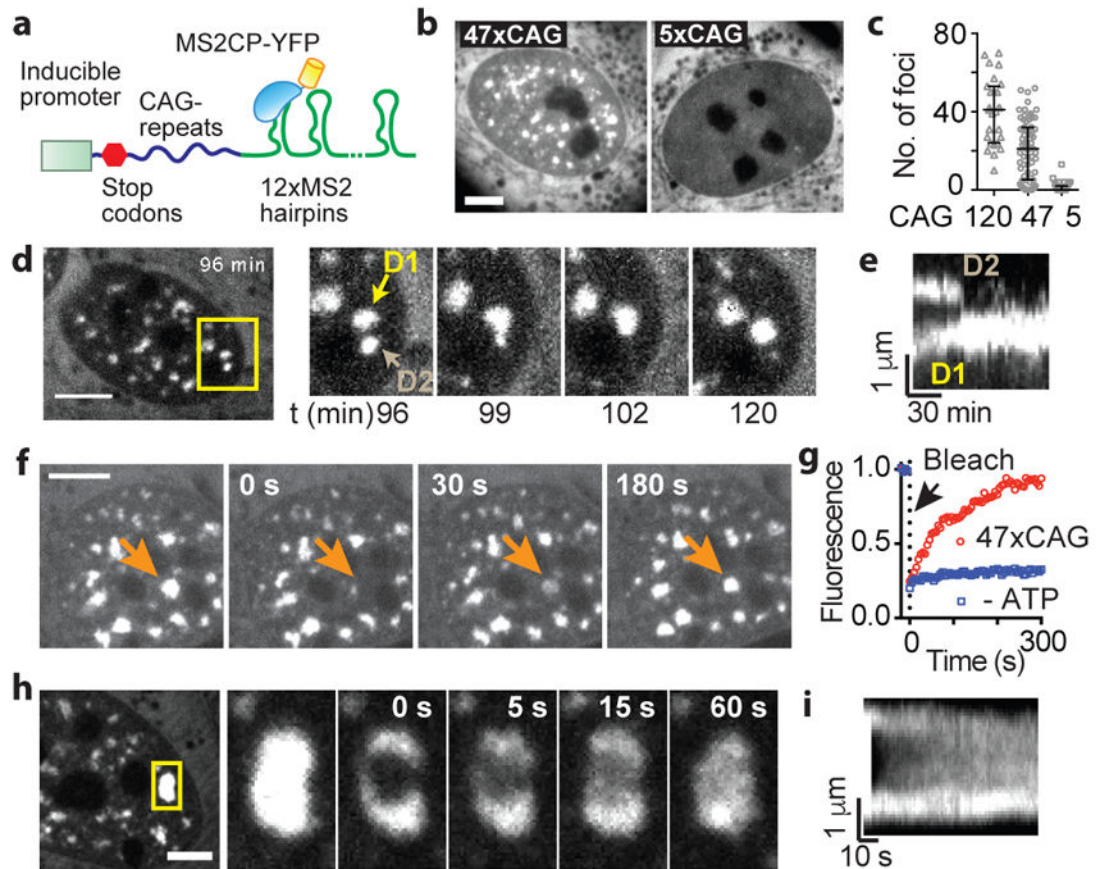 a
MS2CP-YFP
Inducible
promoter
CAG-
repeats
Stop
codons
12xMS2
hairpins
b
47xCAG
5xCAG
c
No. of foci
80
40
0
CAG 120 47 5
d
96 min
D1
D2
t (min) 96 99 102 120
e
D2
D1
1 µm
30 min
f
0 s
30 s
180 s
g
Fluorescence
1.0
0.5
0.0
Bleach
47xCAG
- ATP
0 300
Time (s)
h
0 s
5 s
15 s
60 s
i
1 µm
10 s